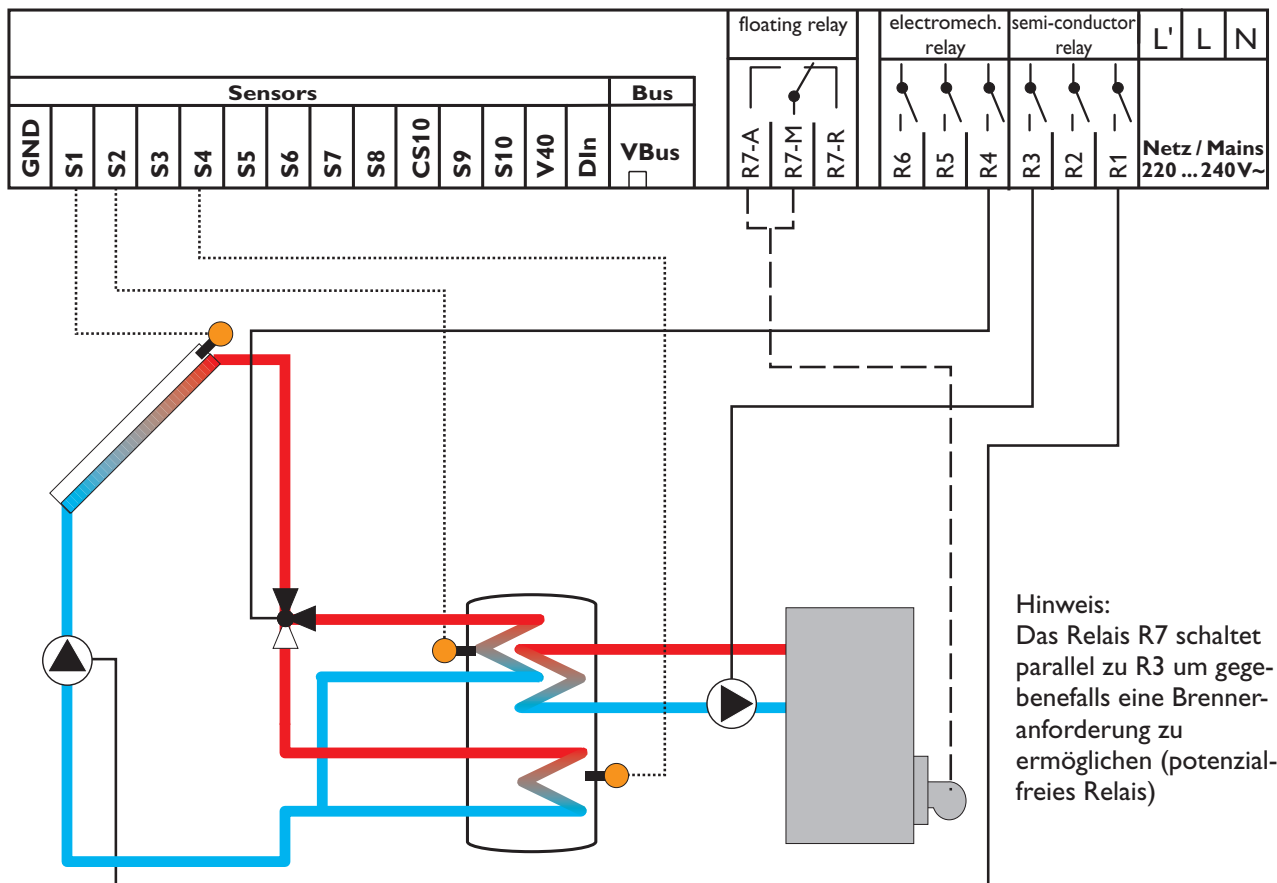 floating relay
electromech.
relay
semi-conductor
relay
L' L N
Sensors
Bus
GND
S1
S2
S3
S4
S5
S6
S7
S8
CS10
S9
S10
V40
DIn
VBus
R7-A
R7-M
R7-R
R6
R5
R4
R3
R2
R1
Netz / Mains
220 ... 240 V~
Hinweis:
Das Relais R7 schaltet
parallel zu R3 um gege-
benefalls eine Brenner-
anforderung zu
ermöglichen (potenzial-
freies Relais)